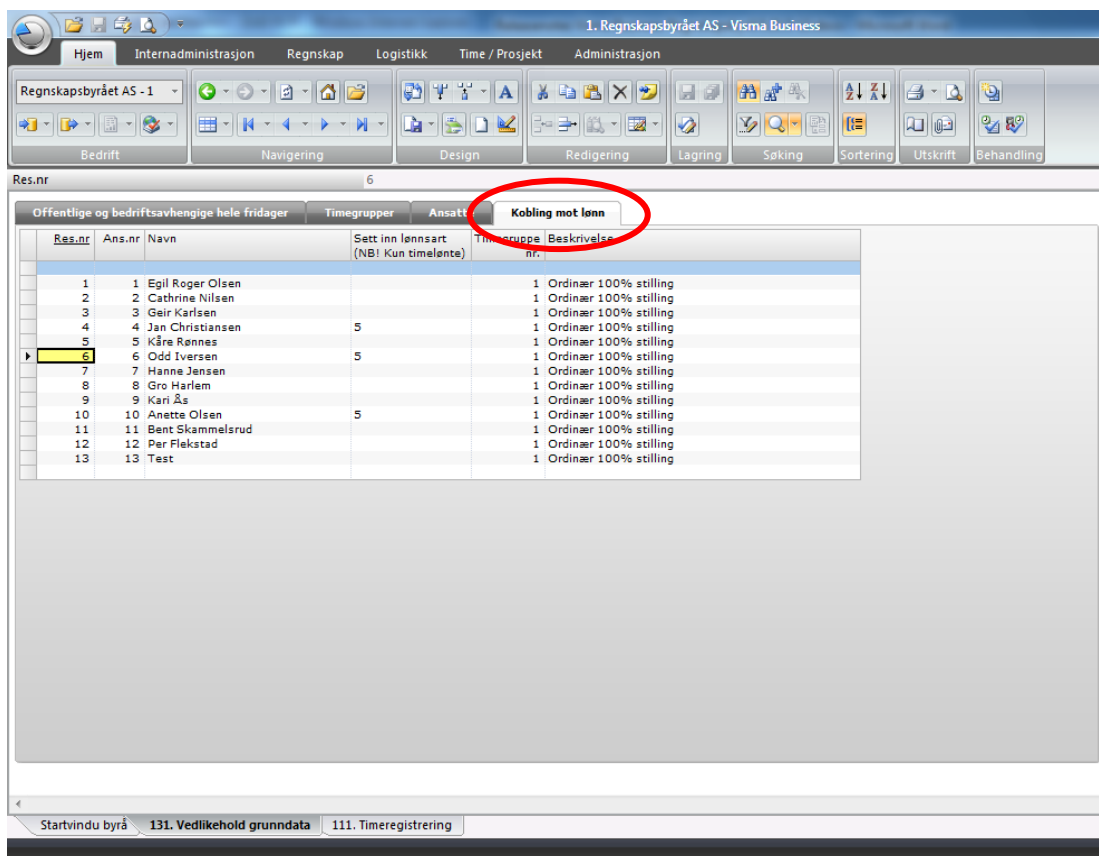 1. Regnskapsbyrået AS - Visma Business
Hjem Internadministrasjon Regnskap Logistikk Time / Prosjekt Administrasjon
Regnskapsbyrået AS - 1
Bedrift Navigering Design Redigering Lagring Søking Sortering Utskrift Behandling
Res.nr 6
Offentlige og bedriftsavhengige hele fridager Timegrupper Kobling mot lønn
Res.nr Ans.nr Navn Sett inn lønnsart Timegruppe Beskrivelse
(NB! Kun timelønte) nr.
1 1 Egil Roger Olsen 1 Ordinær 100% stilling
2 2 Cathrine Nilsen 1 Ordinær 100% stilling
3 3 Geir Karlsen 1 Ordinær 100% stilling
4 4 Jan Christiansen 5 1 Ordinær 100% stilling
5 5 Kåre Rønnes 1 Ordinær 100% stilling
6 6 Odd Iversen 5 1 Ordinær 100% stilling
7 7 Hanne Jensen 1 Ordinær 100% stilling
8 8 Gro Harlem 1 Ordinær 100% stilling
9 9 Kari Ås 1 Ordinær 100% stilling
10 10 Anette Olsen 5 1 Ordinær 100% stilling
11 11 Bent Skammelsrud 1 Ordinær 100% stilling
12 12 Per Flekstad 1 Ordinær 100% stilling
13 13 Test 1 Ordinær 100% stilling
Startvindu byrå 131. Vedlikehold grunndata 111. Timeregistrering